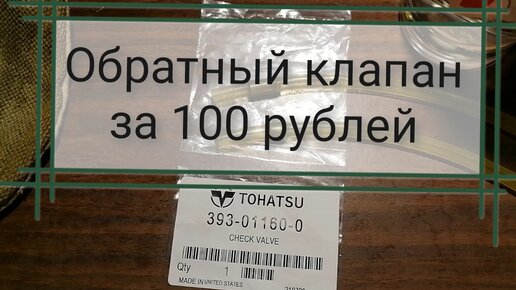 Обратный клапан
за 100 рублей
TOHATSU
393-01160-0
CHECK VALVE
Qty 1
MADE IN UNITED STATES